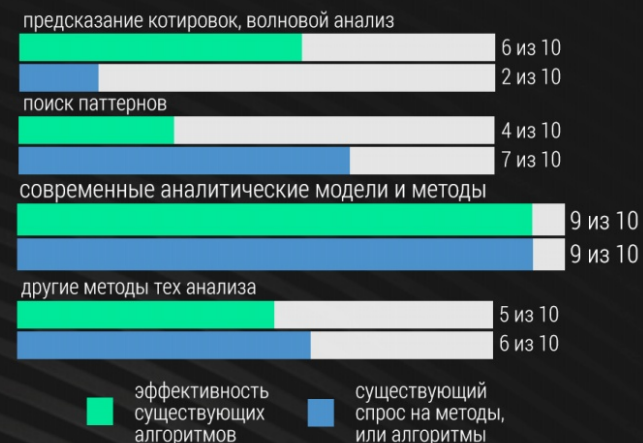 предсказание котировок, волновой анализ
6 из 10
2 из 10
поиск паттернов
4 из 10
7 из 10
современные аналитические модели и методы
9 из 10
9 из 10
другие методы тех анализа
5 из 10
6 из 10
эффективность
существующих
алгоритмов
существующий
спрос на методы,
или алгоритмы